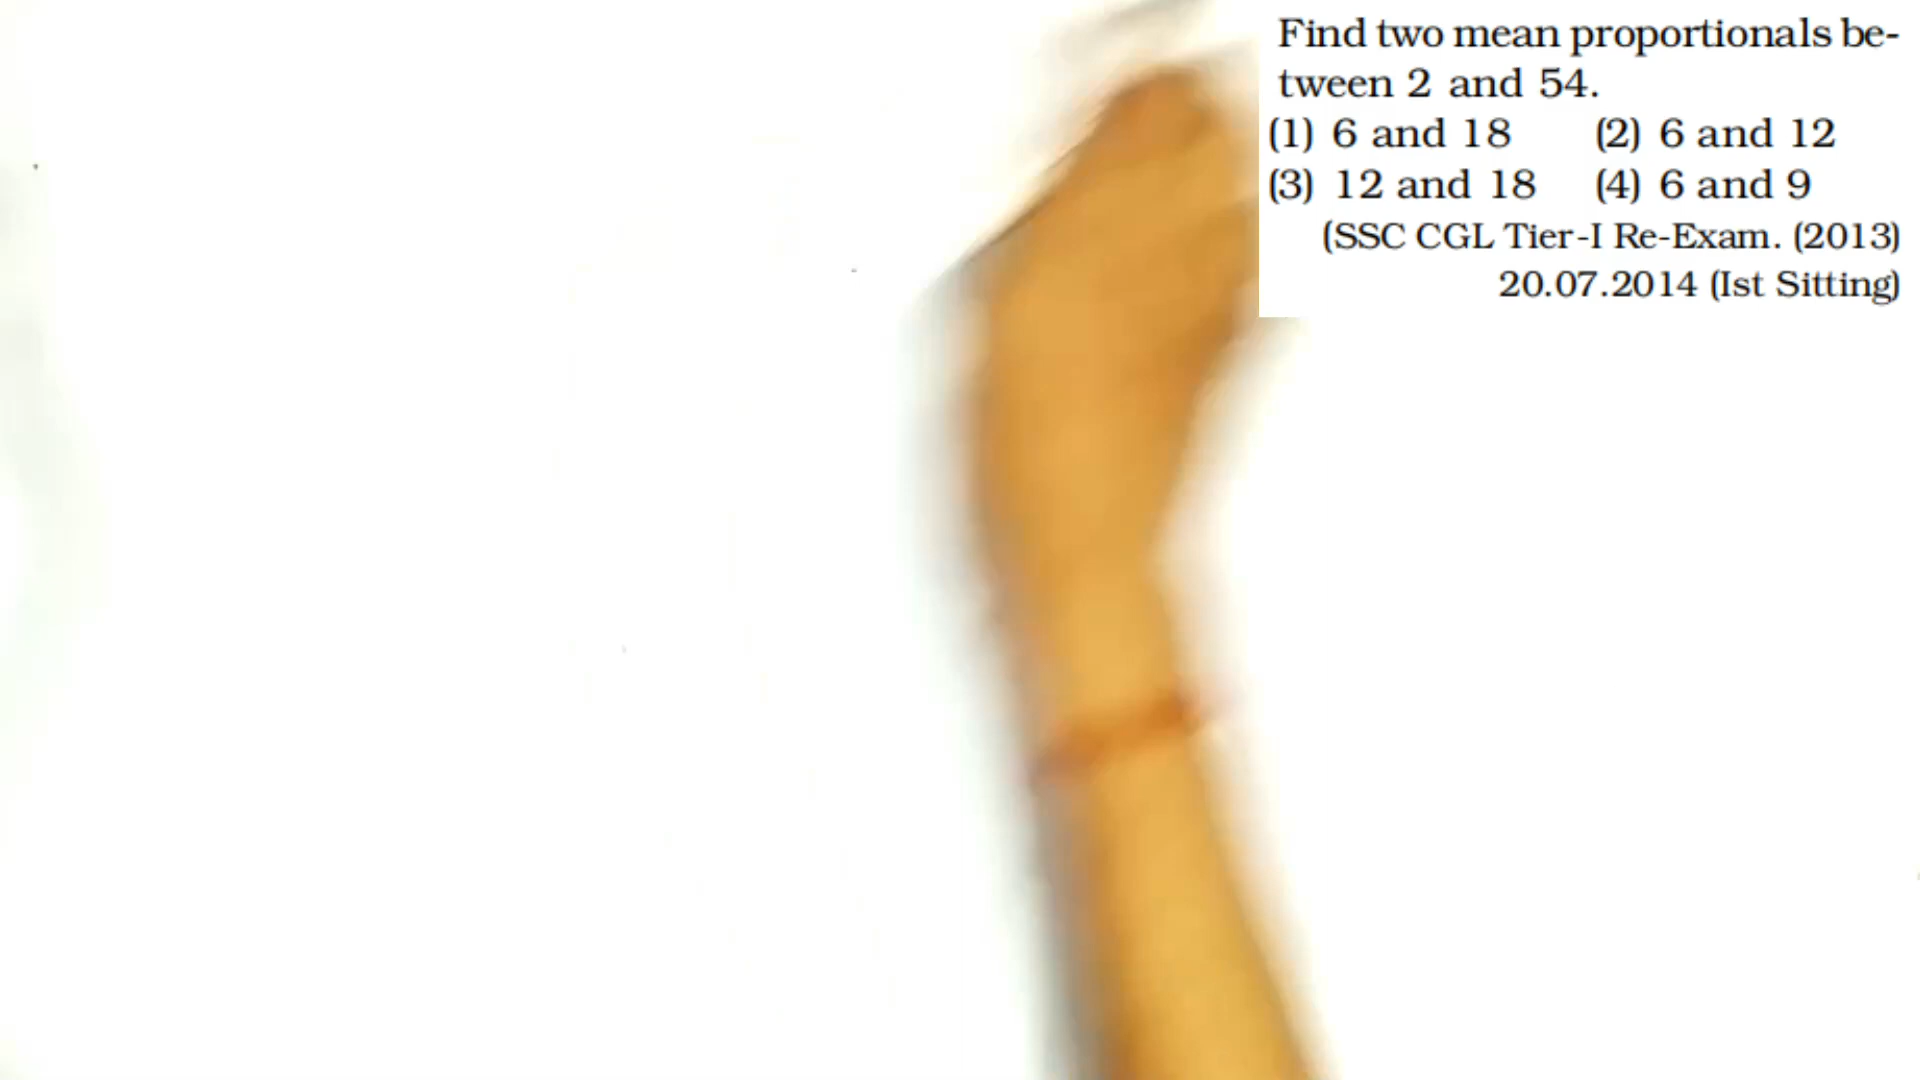 Find two mean proportionals be-
tween 2 and 54.
(1) 6 and 18 (2) 6 and 12
(3) 12 and 18 (4) 6 and 9
(SSC CGL Tier-I Re-Exam. (2013)
20.07.2014 (Ist Sitting)